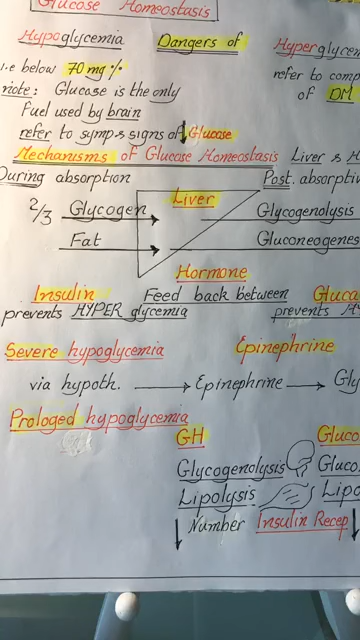 Glucose Homeostasis
Hypoglycemia Dangers of Hyperglycem
i.e below 70 mg % refer to comp
note: Glucose is the only of DM
Fuel used by brain
refer to symp & signs of ↓ Glucose
Mechanisms of Glucose Homeostasis Liver &
During absorption Post. absorpti
Liver
2/3 Glycogen Glycogenolysis
Fat Gluconeogenes
Hormone
Insulin Feed back between Gluca
prevents HYPER glycemia prevents
Severe hypoglycemia Epinephrine
via hypoth. → Epinephrine → Gly
Prologed hypoglycemia
GH Gluco
Glycogenolysis Gluco
Lipolysis Lipo
↓ Number Insulin Recep ↓